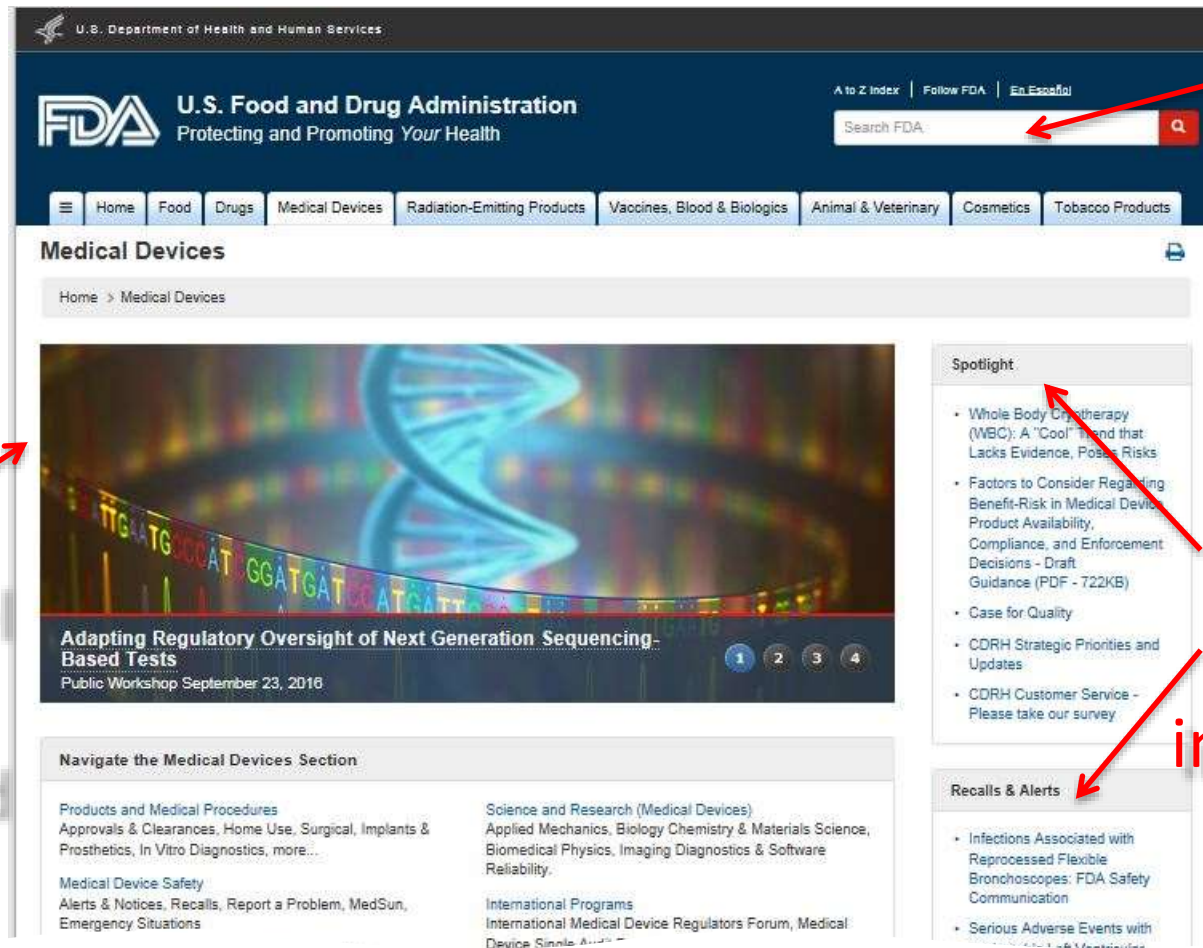 U.S. Department of Health and Human Services
FDA
U.S. Food and Drug Administration
Protecting and Promoting Your Health
A to Z Index | Follow FDA | En Español
Search FDA
Home Food Drugs Medical Devices Radiation-Emitting Products Vaccines, Blood & Biologics Animal & Veterinary Cosmetics Tobacco Products
Medical Devices
Home > Medical Devices
Adapting Regulatory Oversight of Next Generation Sequencing-
Based Tests
Public Workshop September 23, 2016
1 2 3 4
Spotlight
• Whole Body Cryotherapy
(WBC): A "Cool" Trend that
Lacks Evidence, Poses Risks
• Factors to Consider Regarding
Benefit-Risk in Medical Device
Product Availability,
Compliance, and Enforcement
Decisions - Draft
Guidance (PDF - 722KB)
• Case for Quality
• CDRH Strategic Priorities and
Updates
• CDRH Customer Service -
Please take our survey
Navigate the Medical Devices Section
Products and Medical Procedures
Approvals & Clearances, Home Use, Surgical, Implants &
Prosthetics, In Vitro Diagnostics, more...
Medical Device Safety
Alerts & Notices, Recalls, Report a Problem, MedSun,
Emergency Situations
Science and Research (Medical Devices)
Applied Mechanics, Biology Chemistry & Materials Science,
Biomedical Physics, Imaging Diagnostics & Software
Reliability.
International Programs
International Medical Device Regulators Forum, Medical
Device Single
Recalls & Alerts
• Infections Associated with
Reprocessed Flexible
Bronchoscopes: FDA Safety
Communication
• Serious Adverse Events with
Left Ventricular